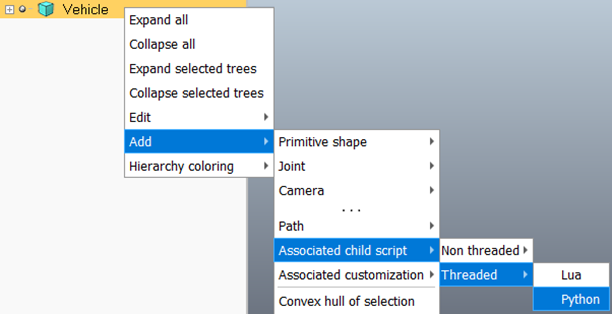 Vehicle
Expand all
Collapse all
Expand selected trees
Collapse selected trees
Edit
Add
Hierarchy coloring
Primitive shape
Joint
Camera
...
Path
Associated child script
Associated customization
Convex hull of selection
Non threaded
Threaded
Lua
Python